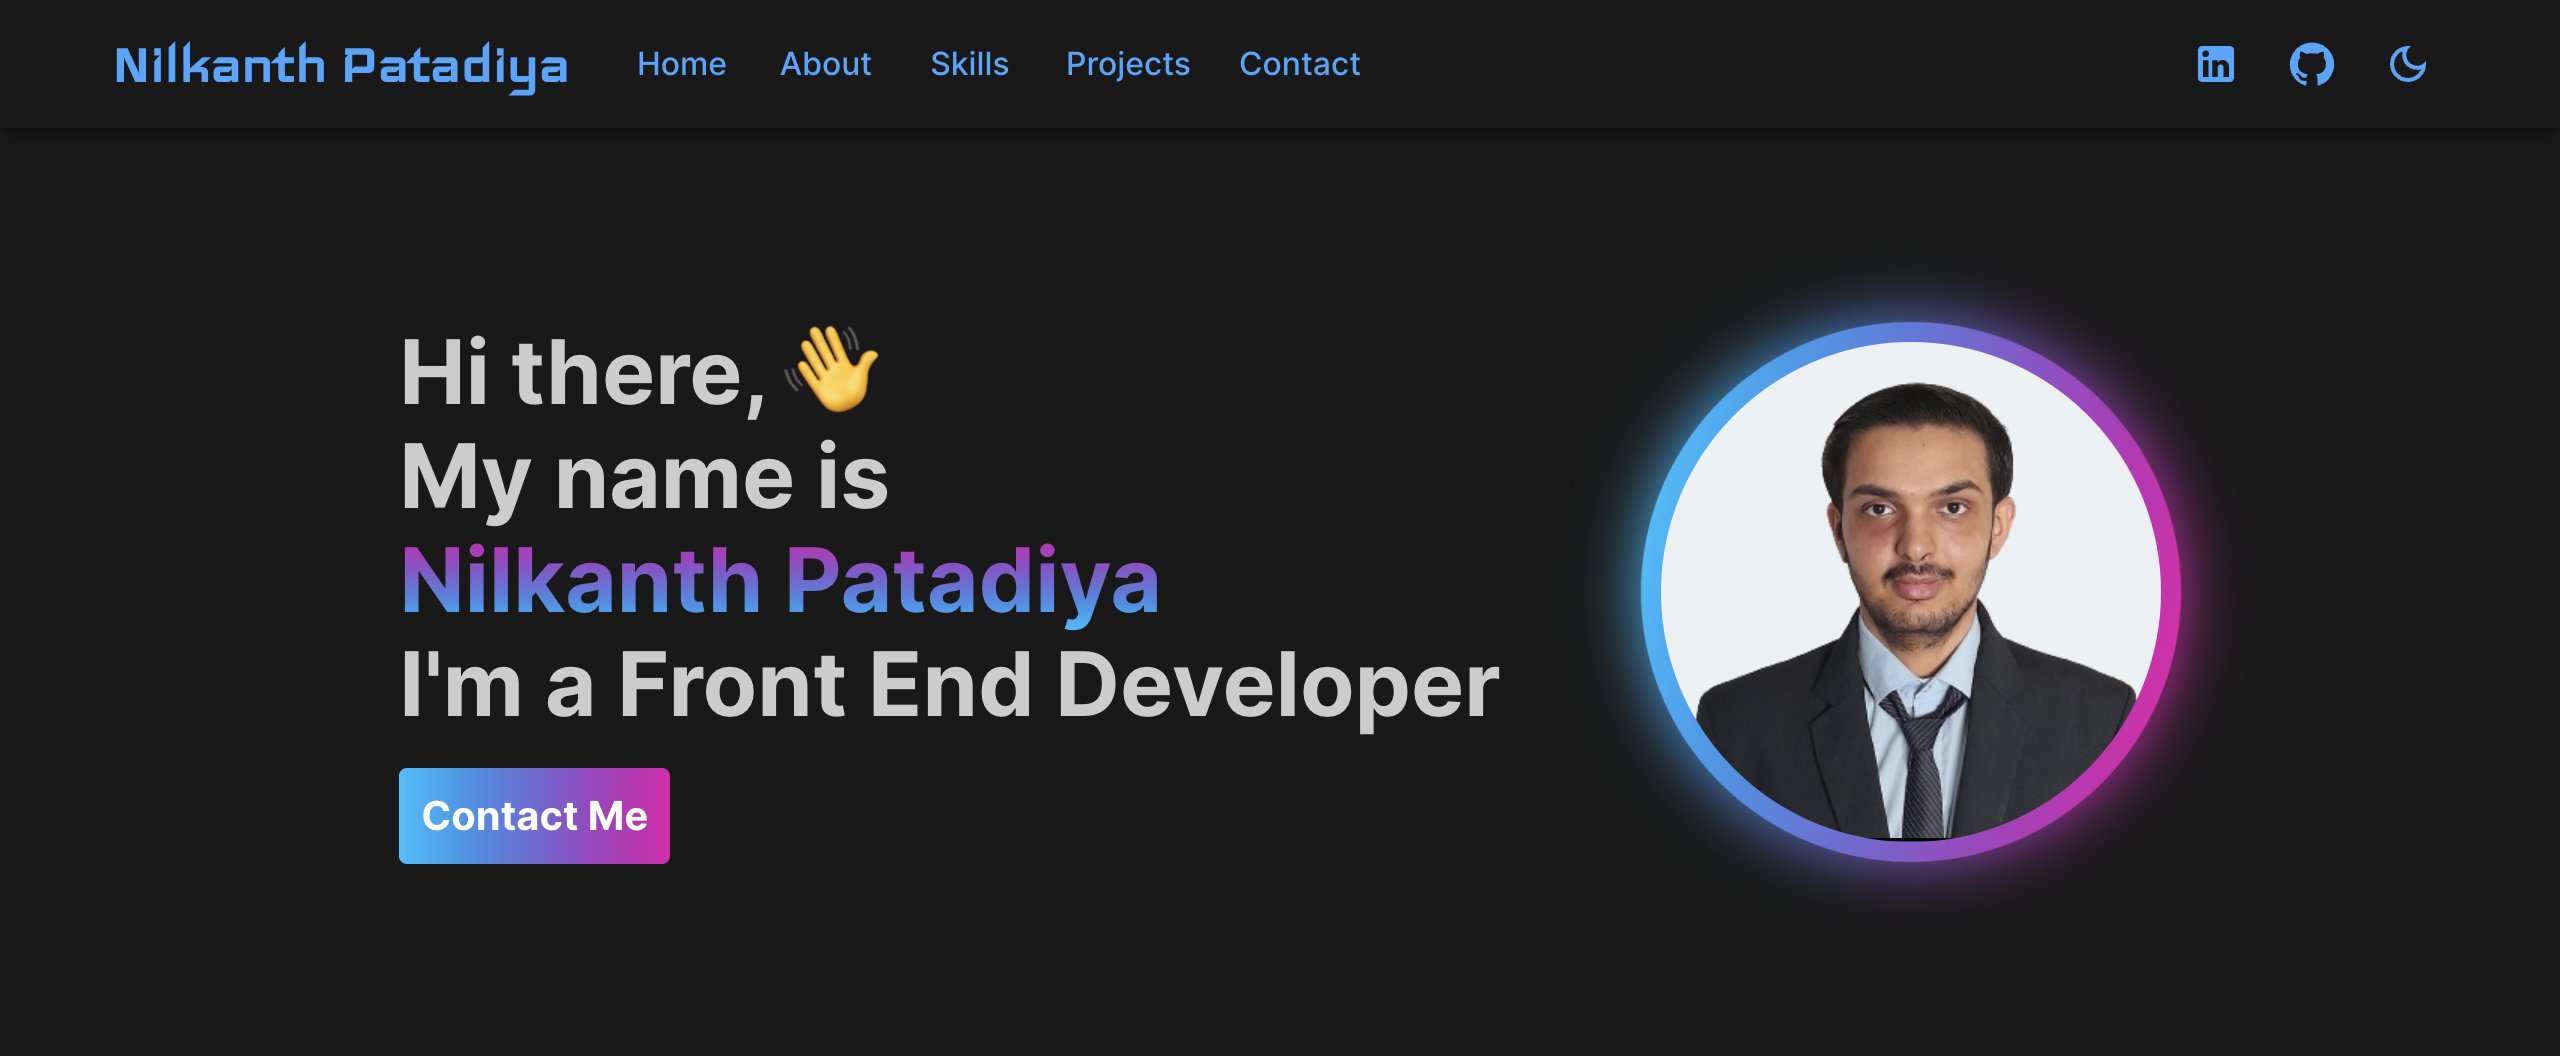 Nilkanth Patadiya
Home About Skills Projects Contact
in
Hi there, 👋
My name is
Nilkanth Patadiya
I'm a Front End Developer
Contact Me